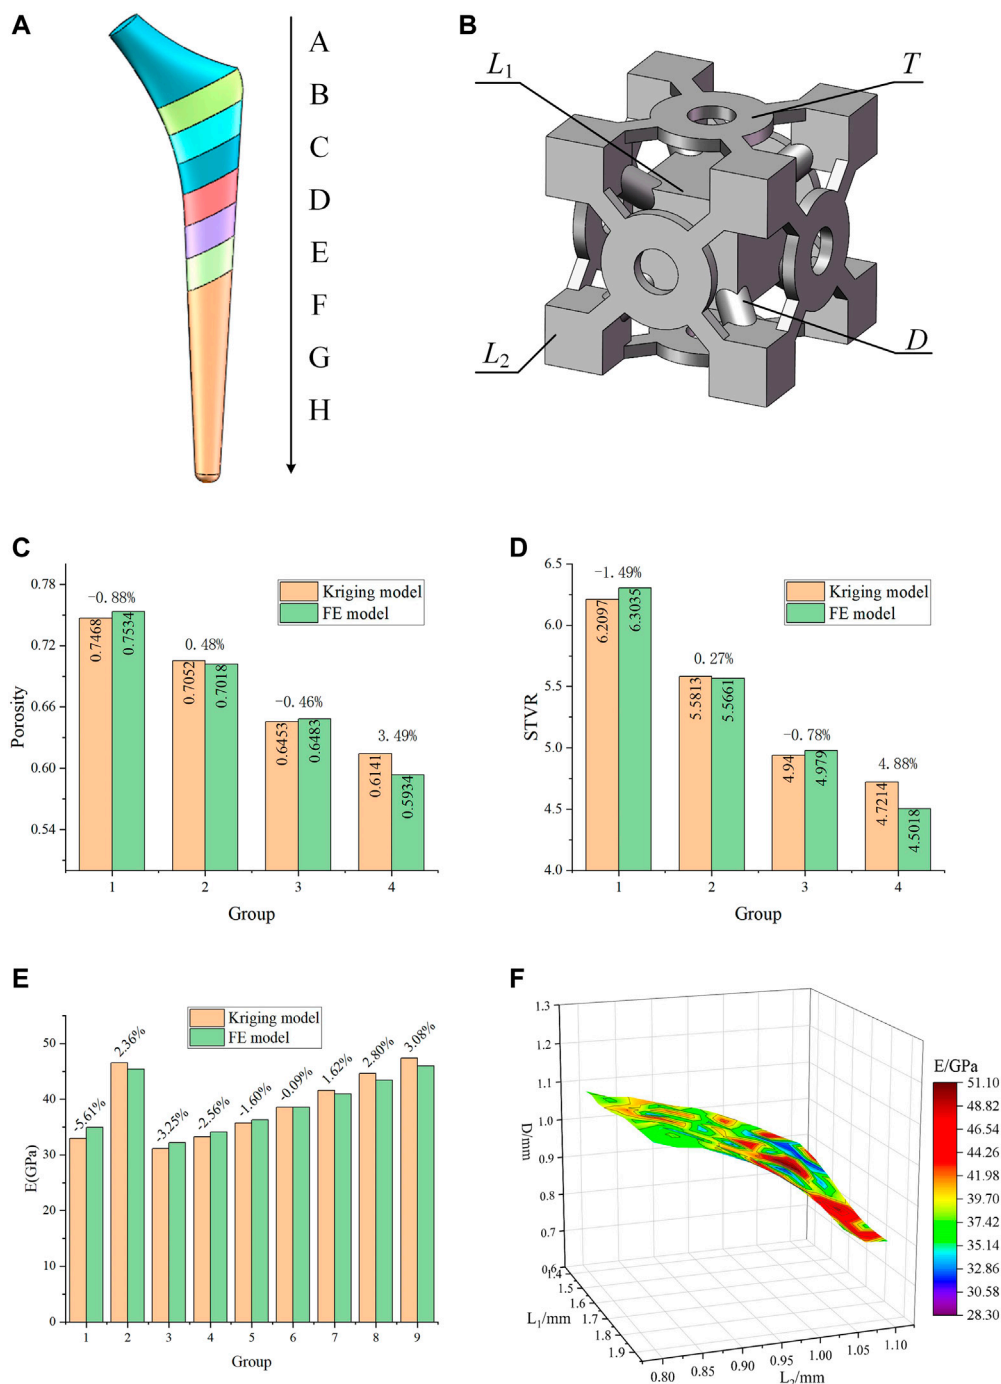 A
A
B
C
D
E
F
G
H
B
L1
T
L2
D
C
0.78
0.72
0.66
0.60
0.54
Porosity
Kriging model
FE model
-0.88%
0.48%
-0.46%
3.49%
0.7468
0.7534
0.7052
0.7018
0.6453
0.6483
0.6141
0.5934
1 2 3 4
Group
D
6.5
6.0
5.5
5.0
4.5
4.0
STVR
Kriging model
FE model
-1.49%
0.27%
-0.78%
4.88%
6.2097
6.3035
5.5813
5.5661
4.94
4.979
4.7214
4.5018
1 2 3 4
Group
E
50
40
30
20
10
0
E(GPa)
Kriging model
FE model
-5.61%
2.36%
-3.25%
-2.56%
-1.60%
-0.09%
1.62%
2.80%
3.08%
1 2 3 4 5 6 7 8 9
Group
F
1.3
1.2
1.1
1.0
0.9
0.8
0.7
0.6
D/mm
1.4
1.5
1.6
1.7
1.8
1.9
L1/mm
0.80 0.85 0.90 0.95 1.00 1.05 1.10
L2/mm
E/GPa
51.10
48.82
46.54
44.26
41.98
39.70
37.42
35.14
32.86
30.58
28.30